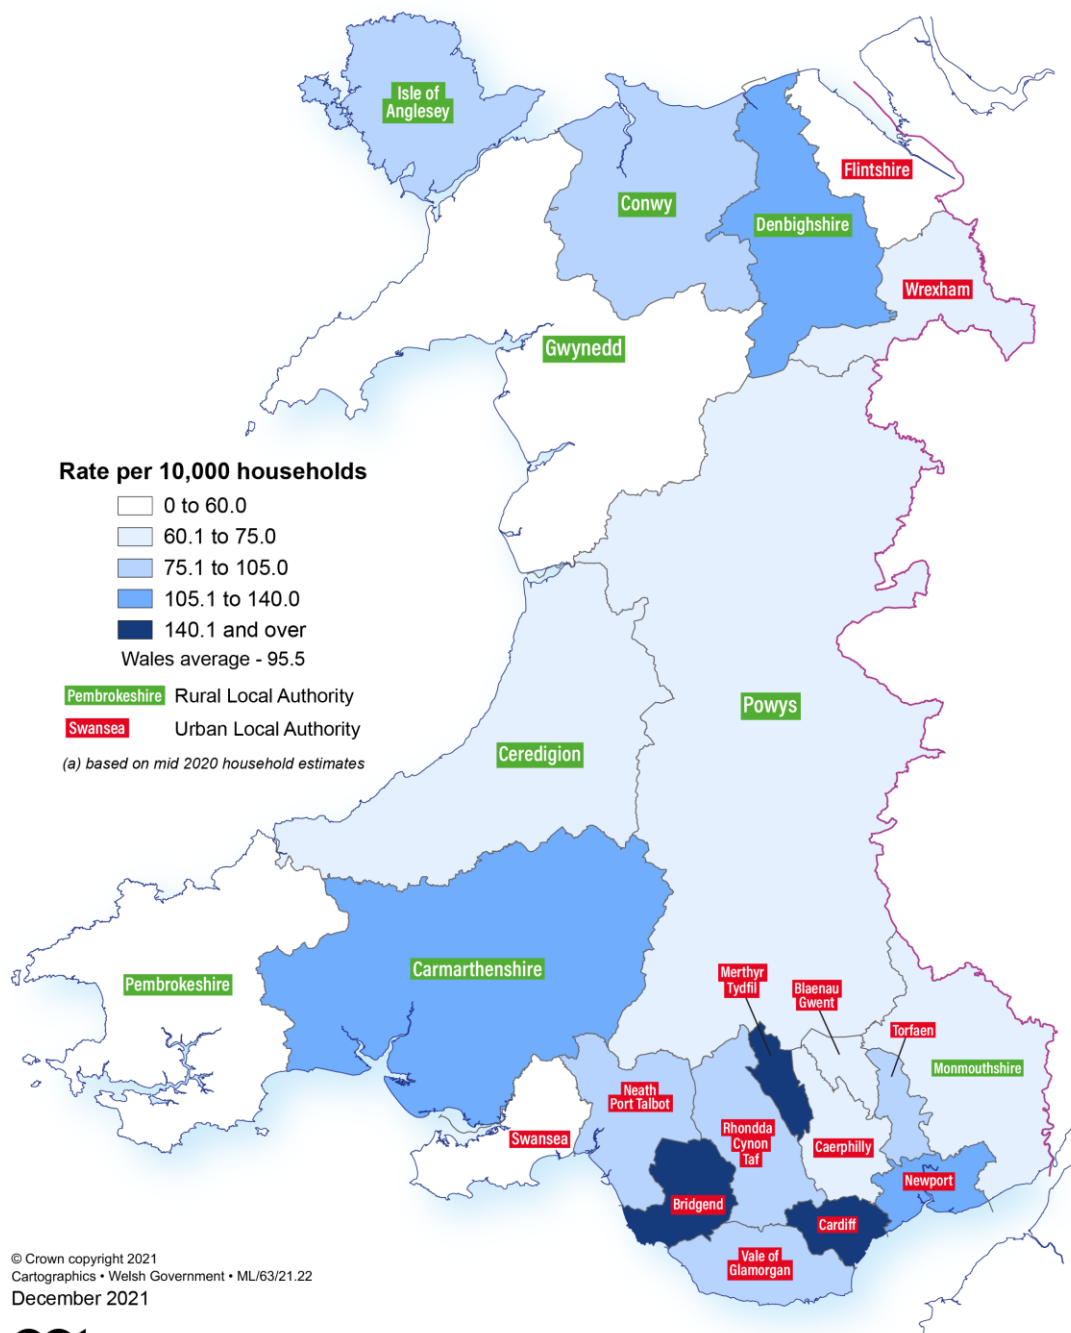 Isle of
Anglesey
Flintshire
Conwy
Denbighshire
Wrexham
Gwynedd
Rate per 10,000 households
0 to 60.0
60.1 to 75.0
75.1 to 105.0
105.1 to 140.0
140.1 and over
Wales average - 95.5
Pembrokeshire Rural Local Authority
Swansea Urban Local Authority
(a) based on mid 2020 household estimates
Powys
Ceredigion
Carmarthenshire
Pembrokeshire
Merthyr
Tydfil
Blaenau
Gwent
Torfaen
Monmouthshire
Neath
Port Talbot
Swansea
Rhondda
Cynon
Taf
Caerphilly
Newport
Bridgend
Cardiff
Vale of
Glamorgan
© Crown copyright 2021
Cartographics • Welsh Government • ML/63/21.22
December 2021